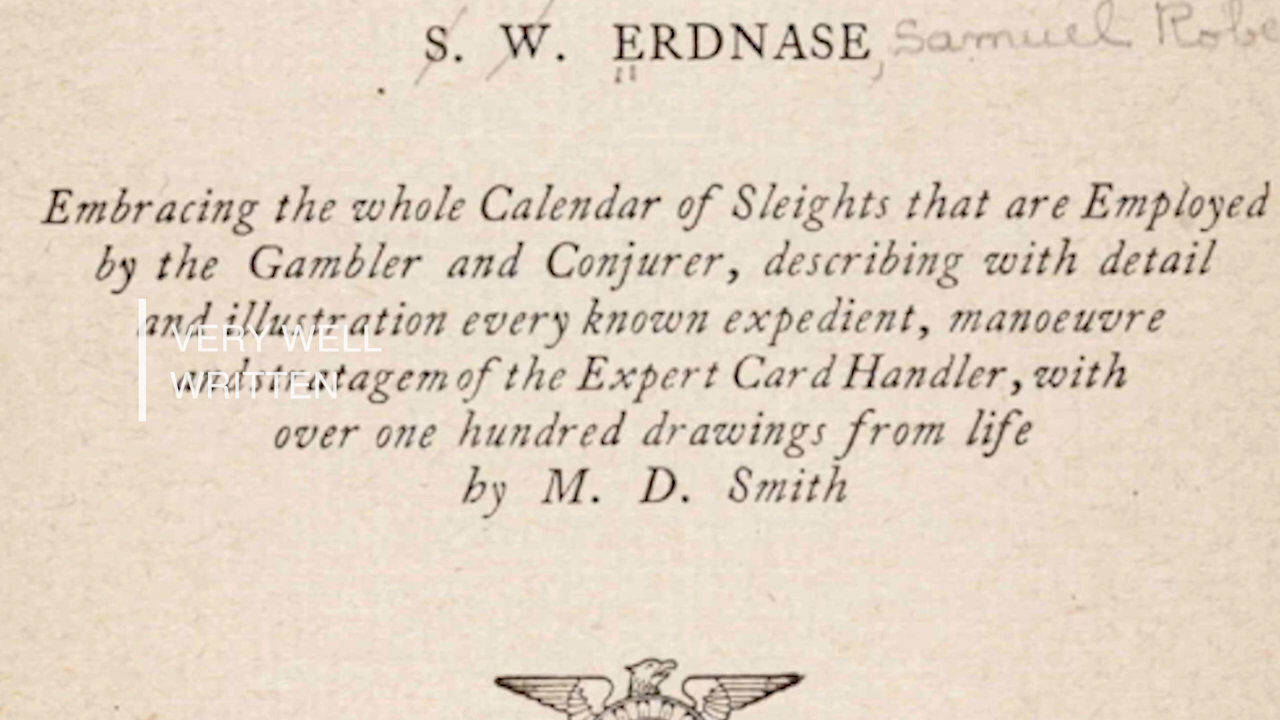 S. W. ERDNASE, Samuel
Embracing the whole Calendar of Sleights that are Employed
by the Gambler and Conjurer, describing with detail
and illustration every known expedient, manoeuvre
and stratagem of the Expert Card Handler, with
over one hundred drawings from life
by M. D. Smith
VERY WELL
WRITTEN